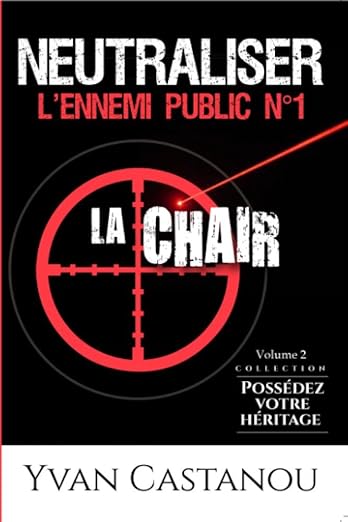 NEUTRALISER
L'ENNEMI PUBLIC N°1
LA CHAIR
Volume 2
COLLECTION
POSSÉDEZ
VOTRE
HÉRITAGE
YVAN CASTANOU